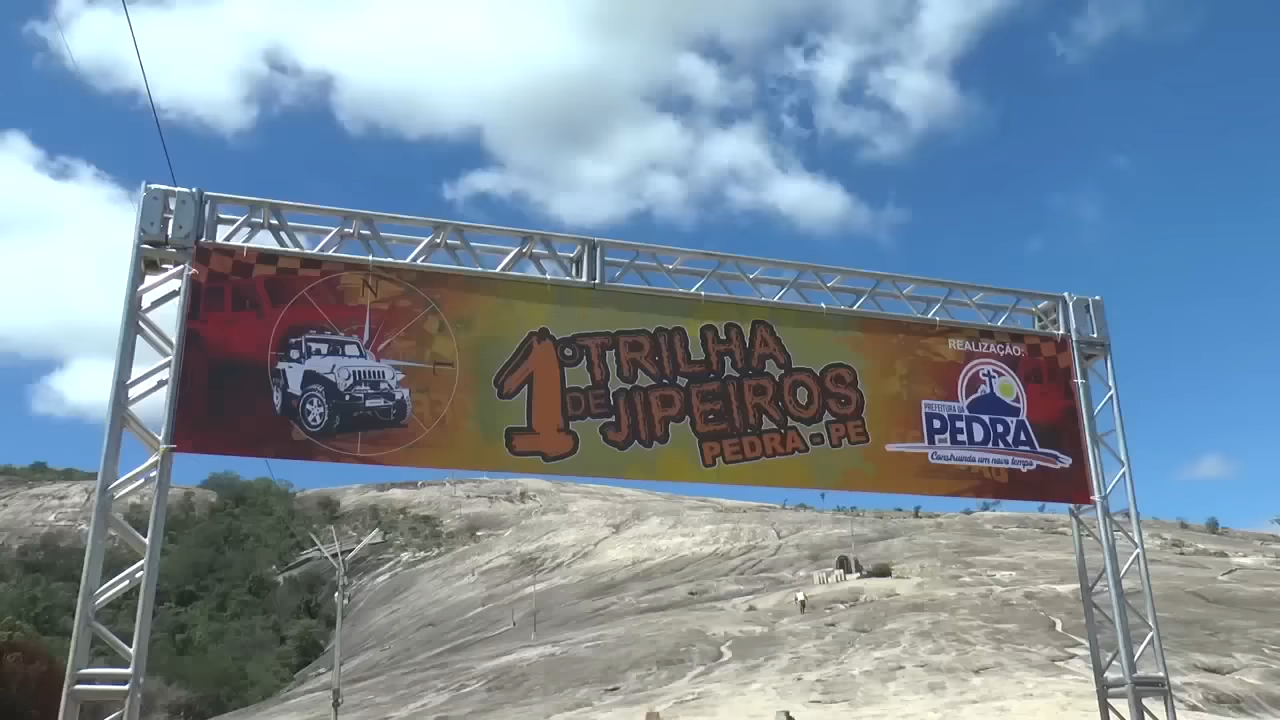 N
E
1º TRILHA
DE JIPEIROS
PEDRA - PE
REALIZAÇÃO:
PREFEITURA DA
PEDRA
Construindo um novo tempo